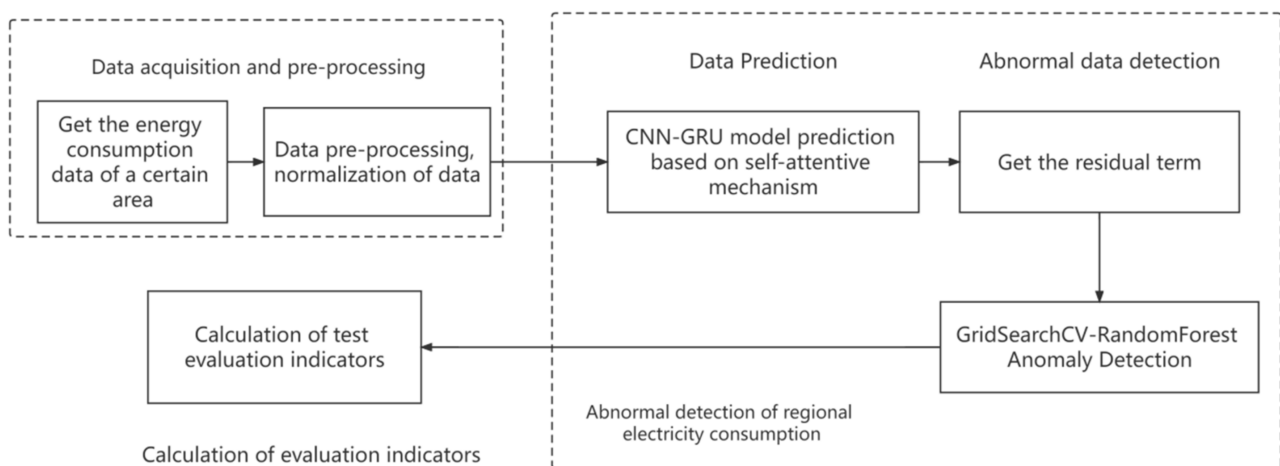 Data acquisition and pre-processing
Get the energy
consumption
data of a certain
area
Data pre-processing,
normalization of data
Data Prediction
CNN-GRU model prediction
based on self-attentive
mechanism
Abnormal data detection
Get the residual term
GridSearchCV-RandomForest
Anomaly Detection
Calculation of test
evaluation indicators
Abnormal detection of regional
electricity consumption
Calculation of evaluation indicators